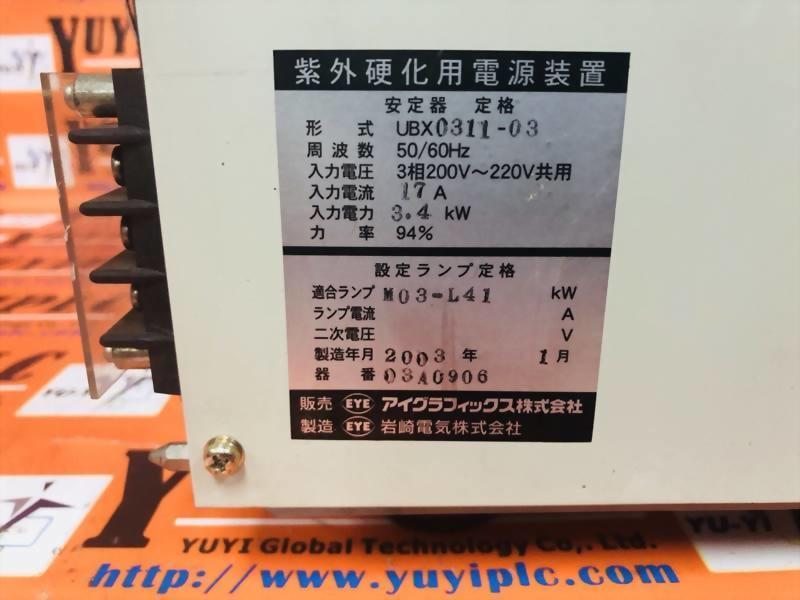 YUYI
紫外硬化用電源装置
安定器 定格
形 式 UBX0311-03
周波数 50/60Hz
入力電圧 3相200V～220V共用
入力電流 17 A
入力電力 3.4 kW
力 率 94%
設定ランプ定格
適合ランプ M03-L41 kW
ランプ電流 A
二次電圧 V
製造年月 2003 年 1月
器 番 03A0906
販売 EYE アイグラフィックス株式会社
製造 EYE 岩崎電気株式会社
YUYI Global Technology Co,. Ltd.
http://www.yuyiplc.com
YU-YI